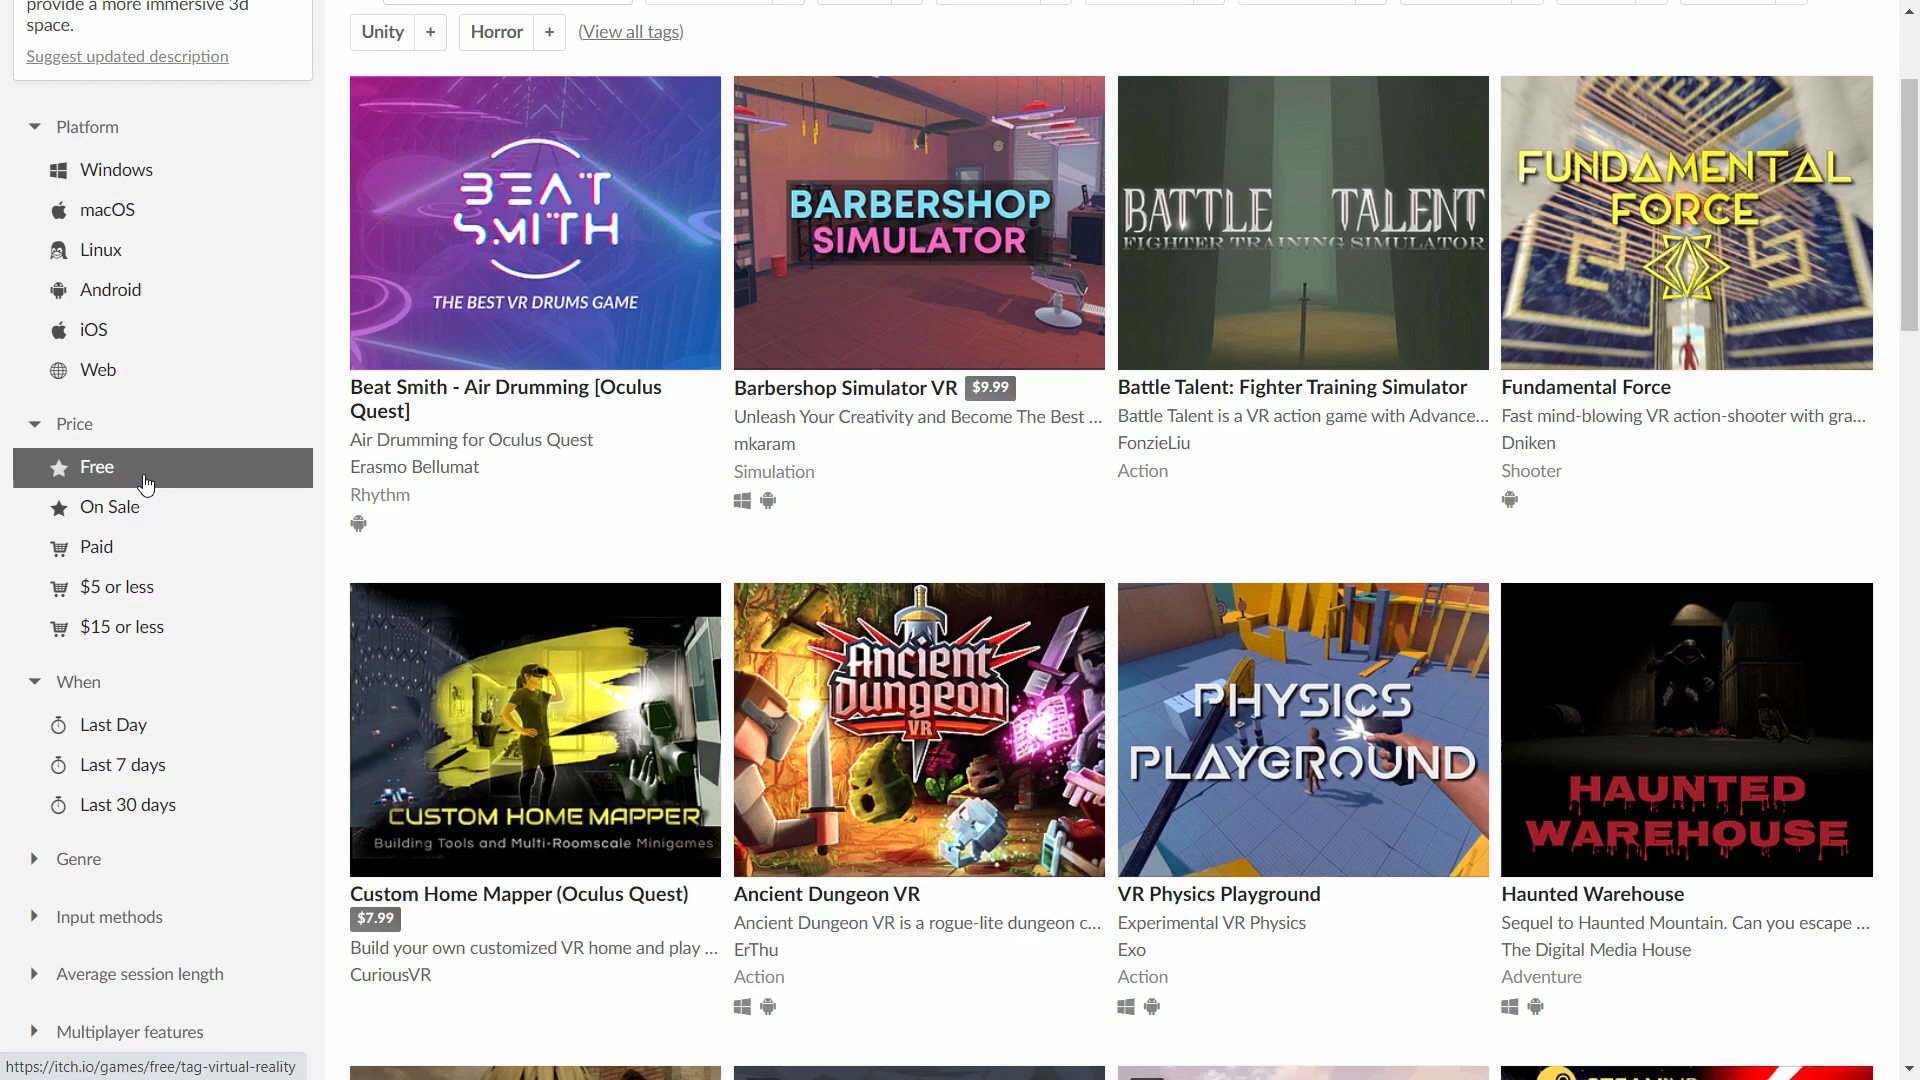 provide a more immersive 3d
space.
Suggest updated description
Platform
Windows
macOS
Linux
Android
iOS
Web
Price
Free
On Sale
Paid
$5 or less
$15 or less
When
Last Day
Last 7 days
Last 30 days
Genre
Input methods
Average session length
Multiplayer features
https://itch.io/games/free/tag-virtual-reality
Unity +
Horror +
(View all tags)
BEAT
SMITH
THE BEST VR DRUMS GAME
Beat Smith - Air Drumming [Oculus
Quest]
Air Drumming for Oculus Quest
Erasmo Bellumat
Rhythm
BARBERSHOP
SIMULATOR
Barbershop Simulator VR $9.99
Unleash Your Creativity and Become The Best ...
mkaram
Simulation
BATTLE TALENT
FIGHTER TRAINING SIMULATOR
Battle Talent: Fighter Training Simulator
Battle Talent is a VR action game with Advance...
FonzieLiu
Action
FUNDAMENTAL
FORCE
Fundamental Force
Fast mind-blowing VR action-shooter with gra...
Dniken
Shooter
CUSTOM HOME MAPPER
Building Tools and Multi-Roomscale Minigames
Custom Home Mapper (Oculus Quest)
$7.99
Build your own customized VR home and play ...
CuriousVR
Ancient
Dungeon
VR
Ancient Dungeon VR
Ancient Dungeon VR is a rogue-lite dungeon c...
ErThu
Action
PHYSICS
PLAYGROUND
VR Physics Playground
Experimental VR Physics
Exo
Action
HAUNTED
WAREHOUSE
Haunted Warehouse
Sequel to Haunted Mountain. Can you escape ...
The Digital Media House
Adventure